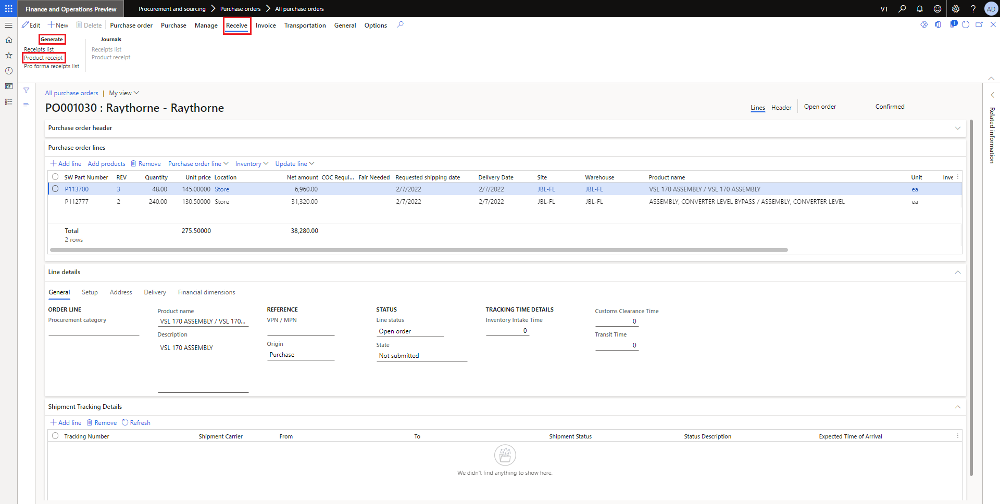 Finance and Operations Preview
Procurement and sourcing > Purchase orders > All purchase orders
VT
?
AD
Edit New Delete Purchase order Purchase Manage Receive Invoice Transportation General Options
1
Generate
Receipts list
Product receipt
Pro forma receipts list
Journals
Receipts list
Product receipt
All purchase orders | My view
PO001030 : Raythorne - Raythorne
Lines Header Open order Confirmed
Related information
Purchase order header
Purchase order lines
Add line Add products Remove Purchase order line Inventory Update line
SW Part Number REV Quantity Unit price Location Net amount COC Requi... Fair Needed Requested shipping date Delivery Date Site Warehouse Product name Unit Inve
P113700 3 48.00 145.00000 Store 6,960.00 2/7/2022 2/7/2022 JBL-FL JBL-FL VSL 170 ASSEMBLY / VSL 170 ASSEMBLY ea
P112777 2 240.00 130.50000 Store 31,320.00 2/7/2022 2/7/2022 JBL-FL JBL-FL ASSEMBLY, CONVERTER LEVEL BYPASS / ASSEMBLY, CONVERTER LEVEL ea
Total 275.50000 38,280.00
2 rows
Line details
General Setup Address Delivery Financial dimensions
ORDER LINE
Procurement category
Product name
VSL 170 ASSEMBLY / VSL 170...
Description
VSL 170 ASSEMBLY
REFERENCE
VPN / MPN
Origin
Purchase
STATUS
Line status
Open order
State
Not submitted
TRACKING TIME DETAILS
Inventory Intake Time
0
Customs Clearance Time
0
Transit Time
0
Shipment Tracking Details
Add line Remove Refresh
Tracking Number Shipment Carrier From To Shipment Status Status Description Expected Time of Arrival
We didn't find anything to show here.